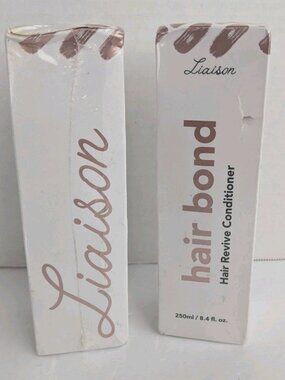 Liaison
Liaison
hair bond
Hair Revive Conditioner
250ml / 8.4 fl. oz.